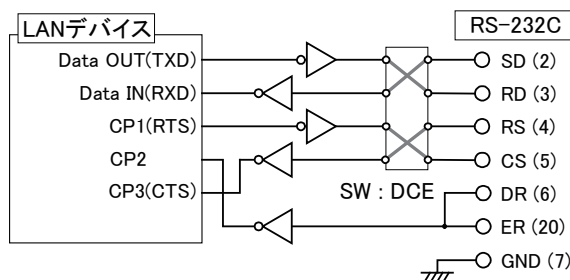 LANデバイス
RS-232C
Data OUT(TXD)
SD (2)
Data IN(RXD)
RD (3)
CP1(RTS)
RS (4)
CP2
CS (5)
CP3(CTS)
SW : DCE
DR (6)
ER (20)
GND (7)